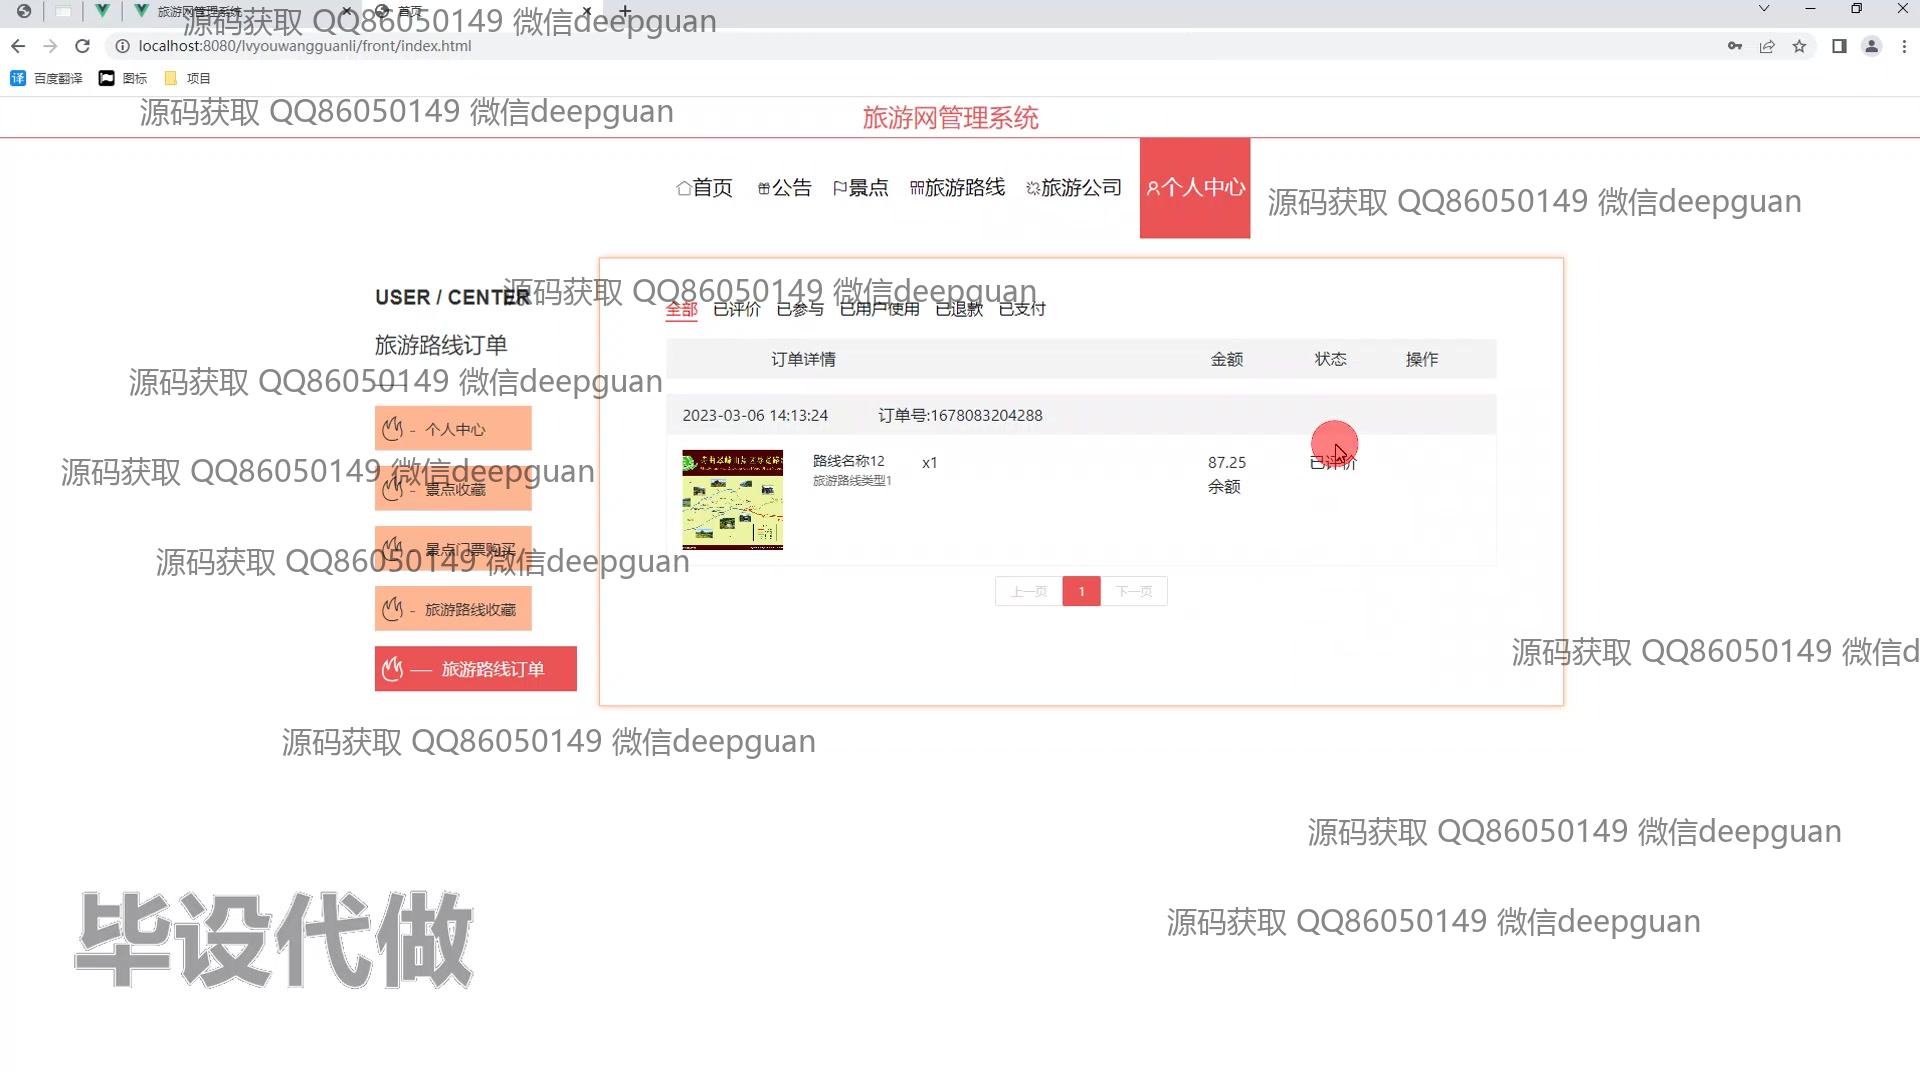 旅游网管理系统
首页
源码获取 QQ86050149 微信deepguan
localhost:8080/lvyouwangguanli/front/index.html
百度翻译 图标 项目
源码获取 QQ86050149 微信deepguan
旅游网管理系统
首页 公告 景点 旅游路线 旅游公司 个人中心
源码获取 QQ86050149 微信deepguan
USER / CENTER
源码获取 QQ86050149 微信deepguan
全部 已评价 已参与 已用户使用 已退款 已支付
旅游路线订单
订单详情 金额 状态 操作
源码获取 QQ86050149 微信deepguan
2023-03-06 14:13:24 订单号:1678083204288
- 个人中心
路线名称12 x1 87.25 已评价
旅游路线类型1 余额
源码获取 QQ86050149 微信deepguan
- 景点收藏
- 景点门票购买
源码获取 QQ86050149 微信deepguan
上一页 1 下一页
- 旅游路线收藏
源码获取 QQ86050149 微信d
— 旅游路线订单
源码获取 QQ86050149 微信deepguan
源码获取 QQ86050149 微信deepguan
源码获取 QQ86050149 微信deepguan
毕设代做